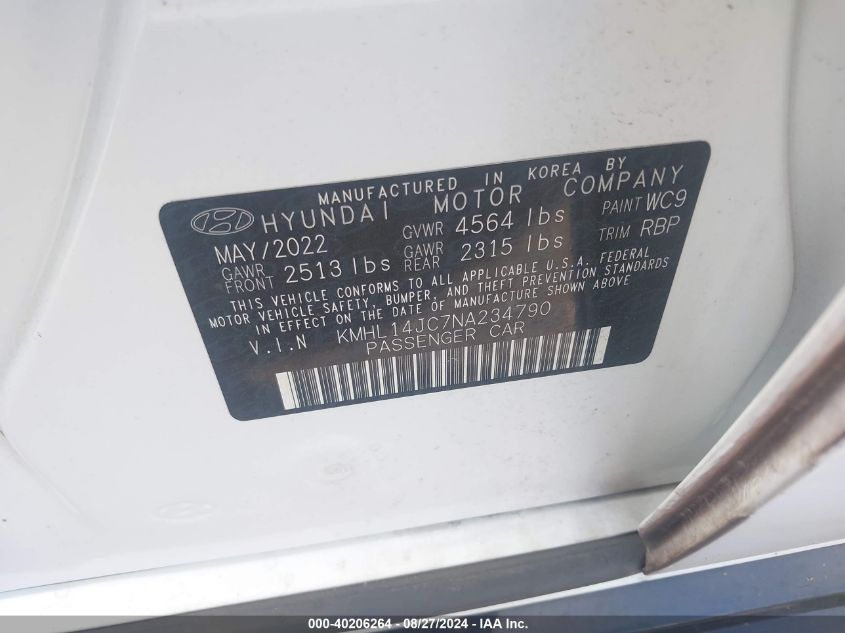 MANUFACTURED IN KOREA BY
HYUNDAI MOTOR COMPANY
MAY/2022 GVWR 4564 lbs PAINT WC9
GAWR FRONT 2513 lbs GAWR REAR 2315 lbs TRIM RBP
THIS VEHICLE CONFORMS TO ALL APPLICABLE U.S.A. FEDERAL
MOTOR VEHICLE SAFETY, BUMPER, AND THEFT PREVENTION STANDARDS
IN EFFECT ON THE DATE OF MANUFACTURE SHOWN ABOVE
V.I.N KMHL14JC7NA234790
PASSENGER CAR
000-40206264 - 08/27/2024 - IAA Inc.